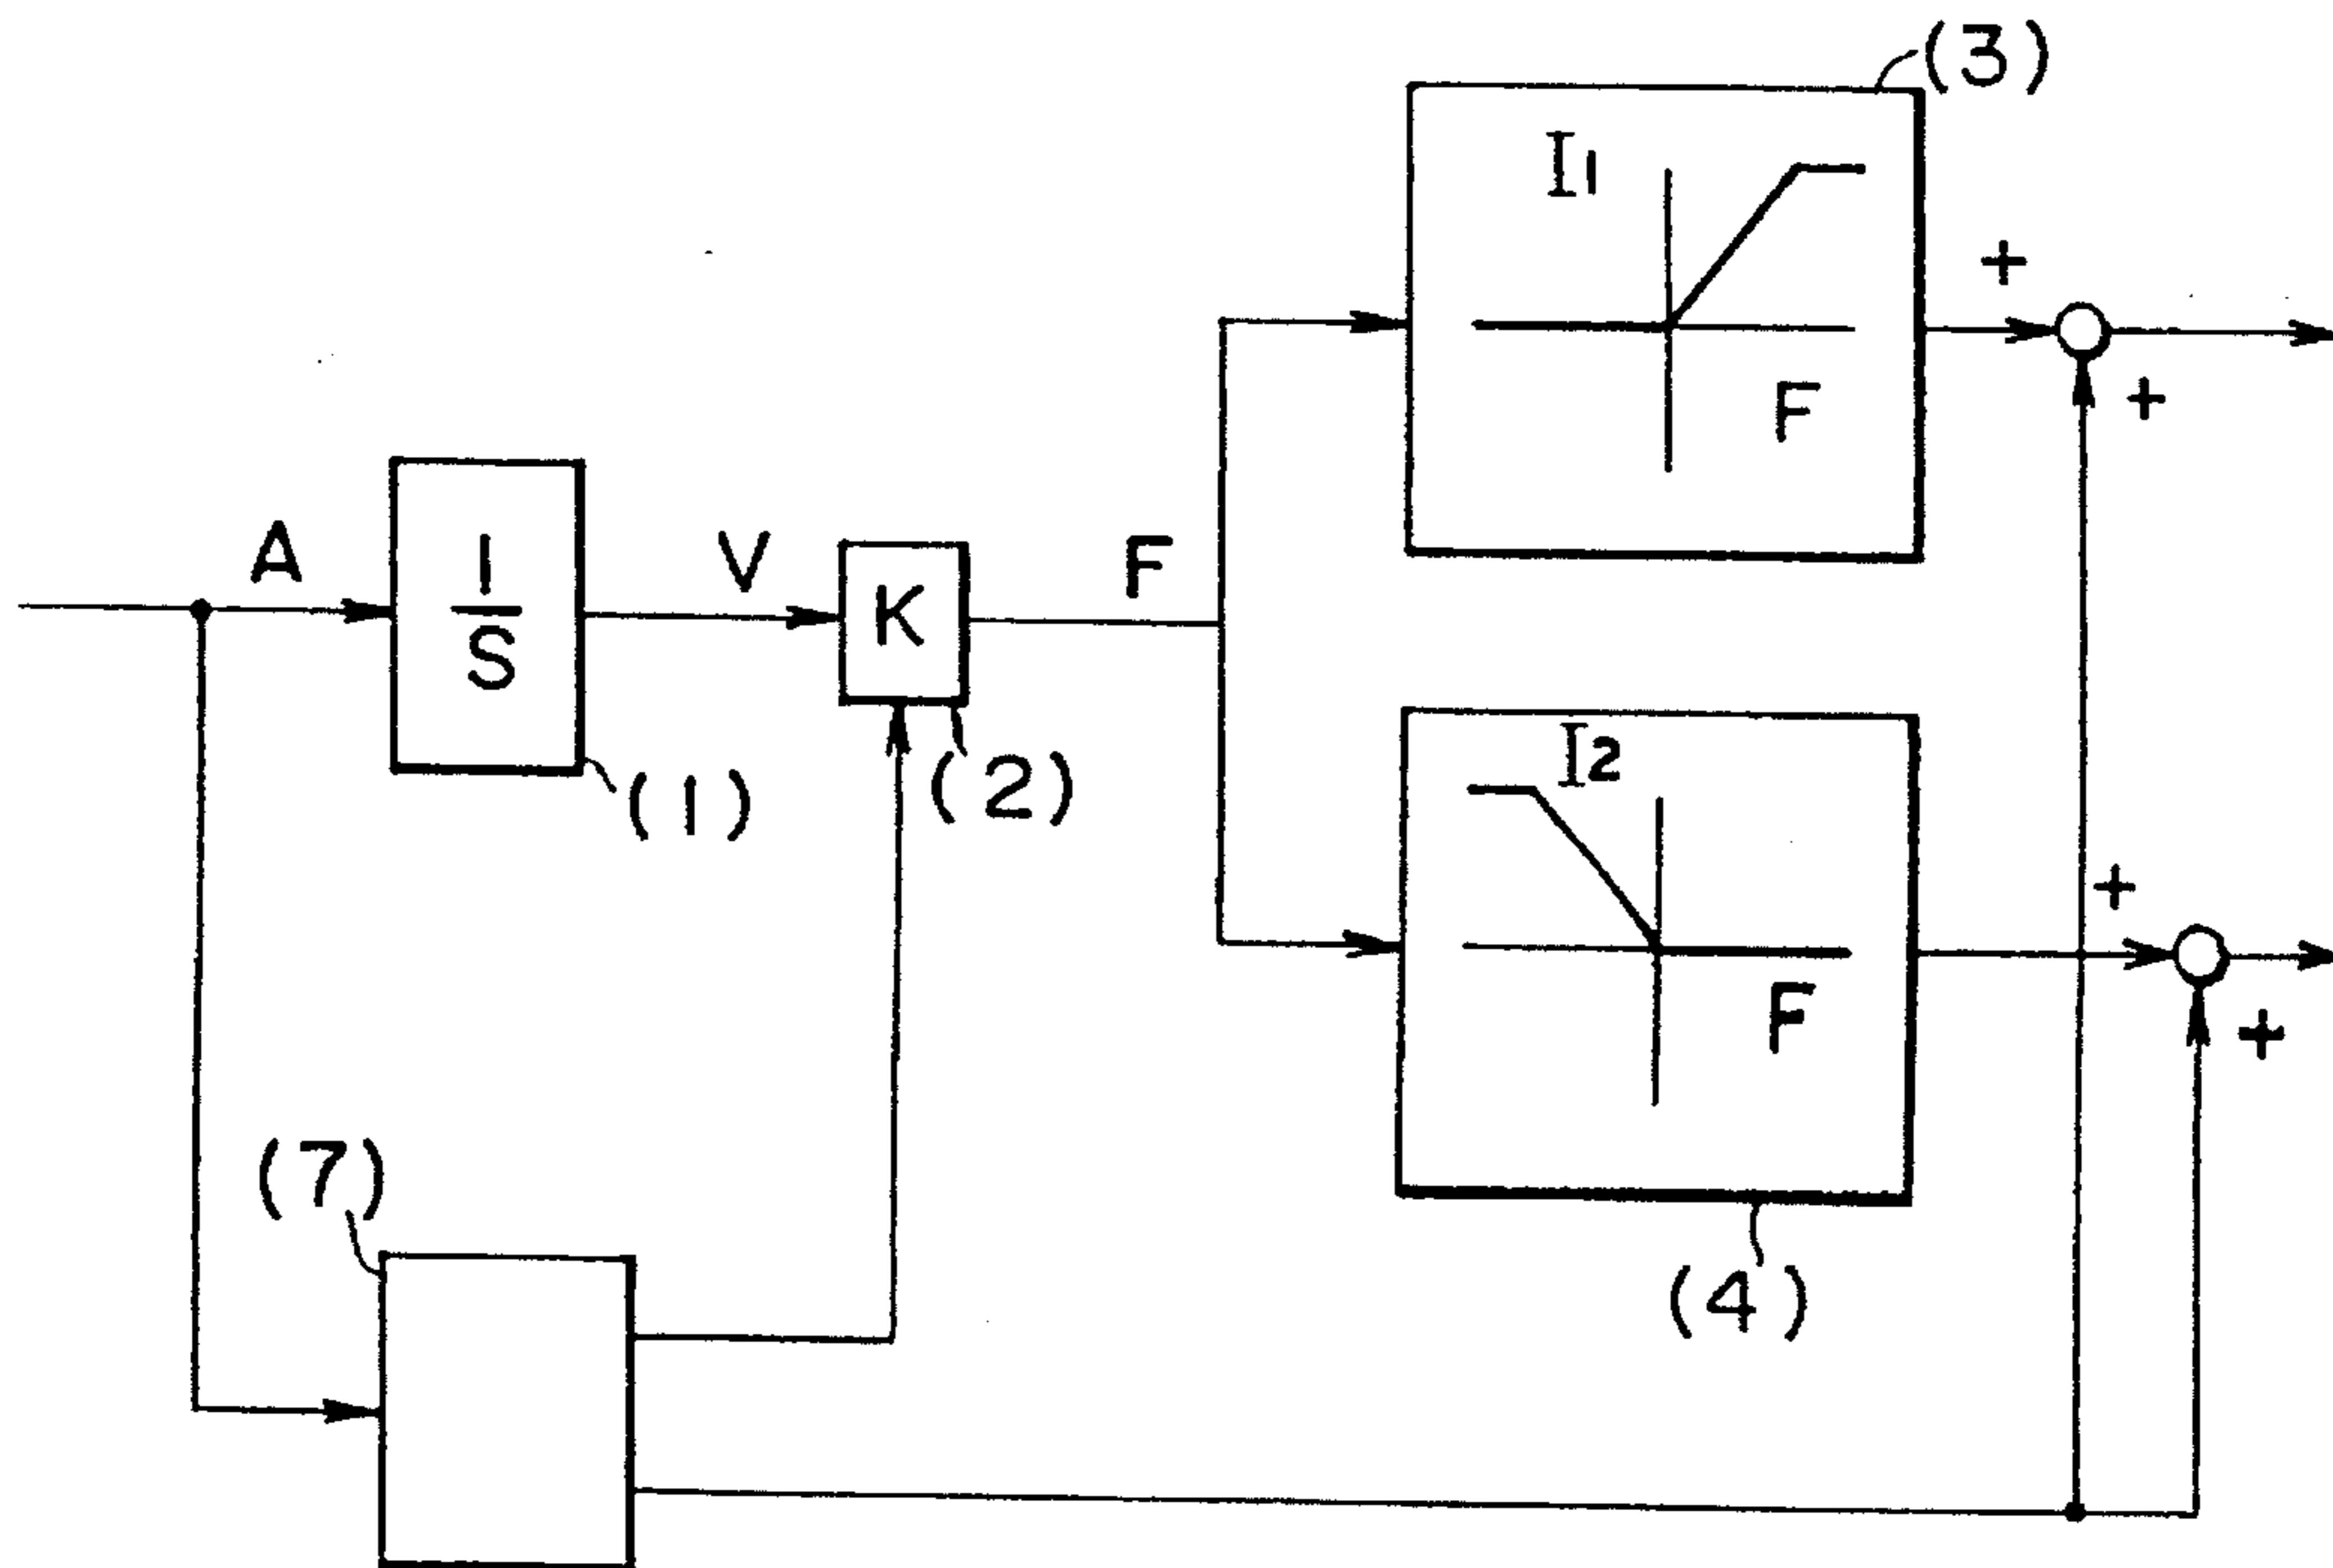 (3)
I1
+
F
+
A
1
S
V
K
F
(1)
(2)
I2
+
F
+
(7)
(4)